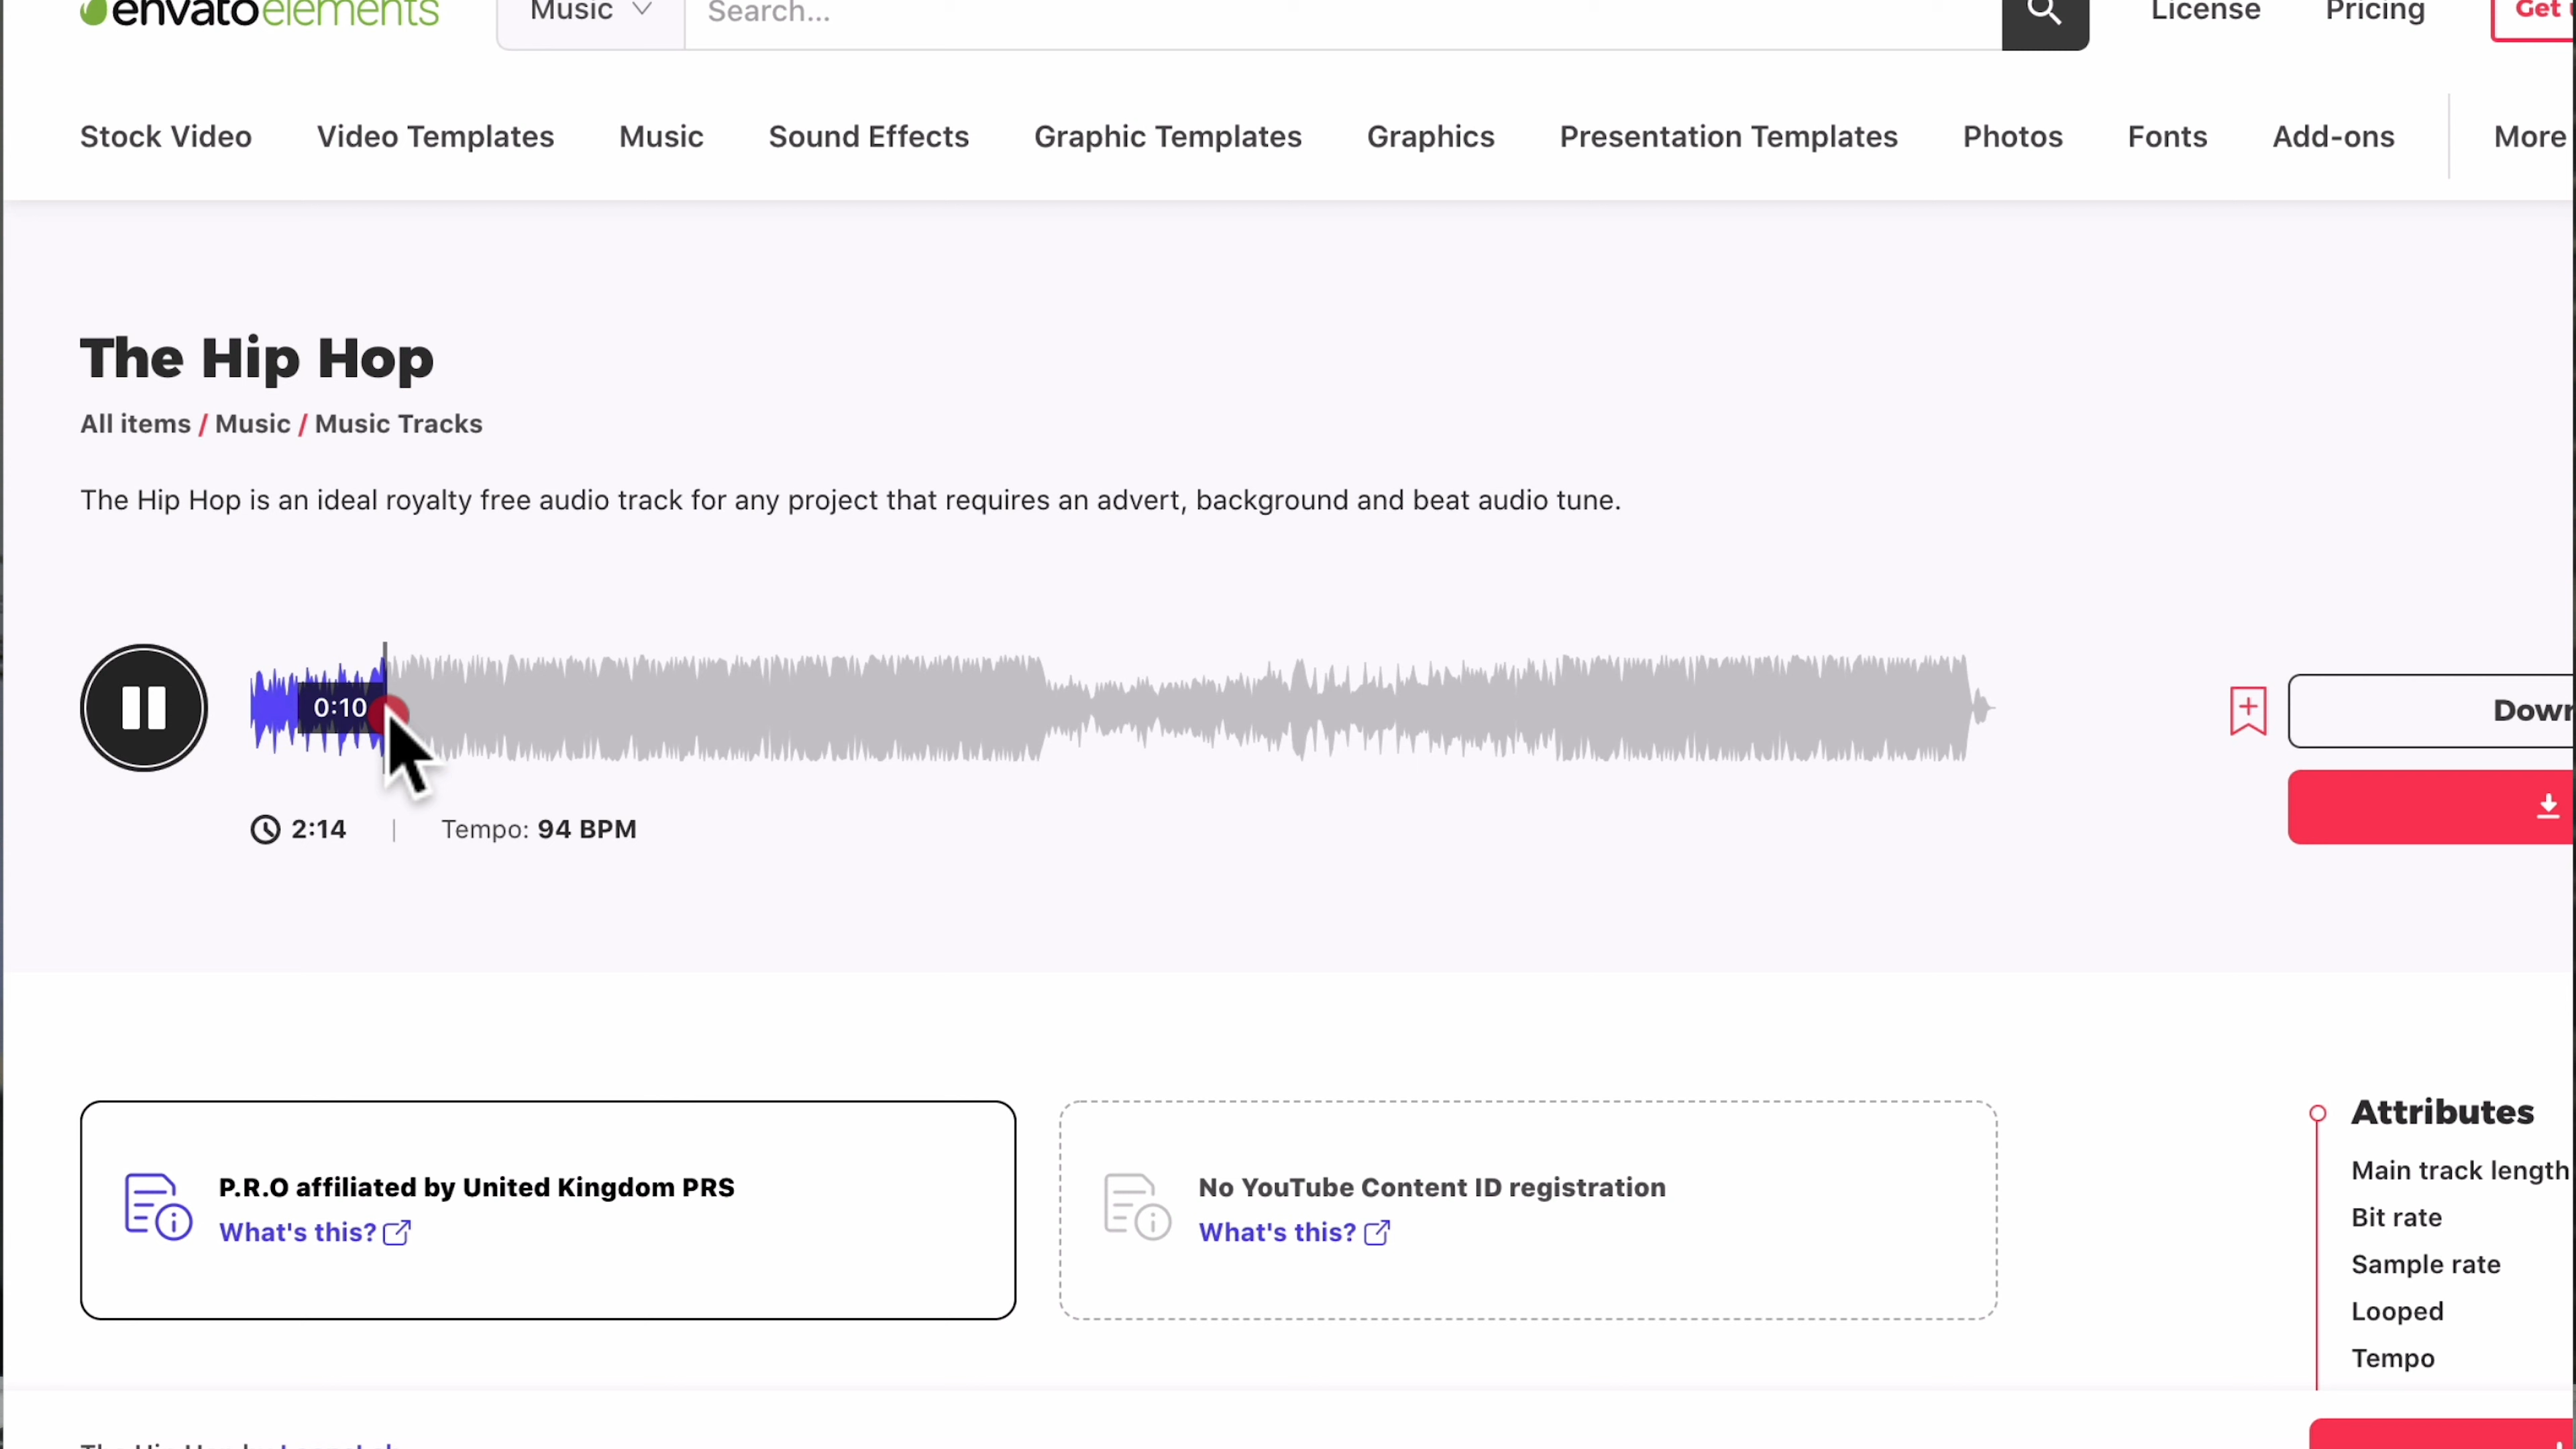 envatoelements
Music
Search...
License
Pricing
Get
Stock Video
Video Templates
Music
Sound Effects
Graphic Templates
Graphics
Presentation Templates
Photos
Fonts
Add-ons
More
The Hip Hop
All items / Music / Music Tracks
The Hip Hop is an ideal royalty free audio track for any project that requires an advert, background and beat audio tune.
0:10
2:14 | Tempo: 94 BPM
P.R.O affiliated by United Kingdom PRS
What's this?
No YouTube Content ID registration
What's this?
Attributes
Main track length
Bit rate
Sample rate
Looped
Tempo